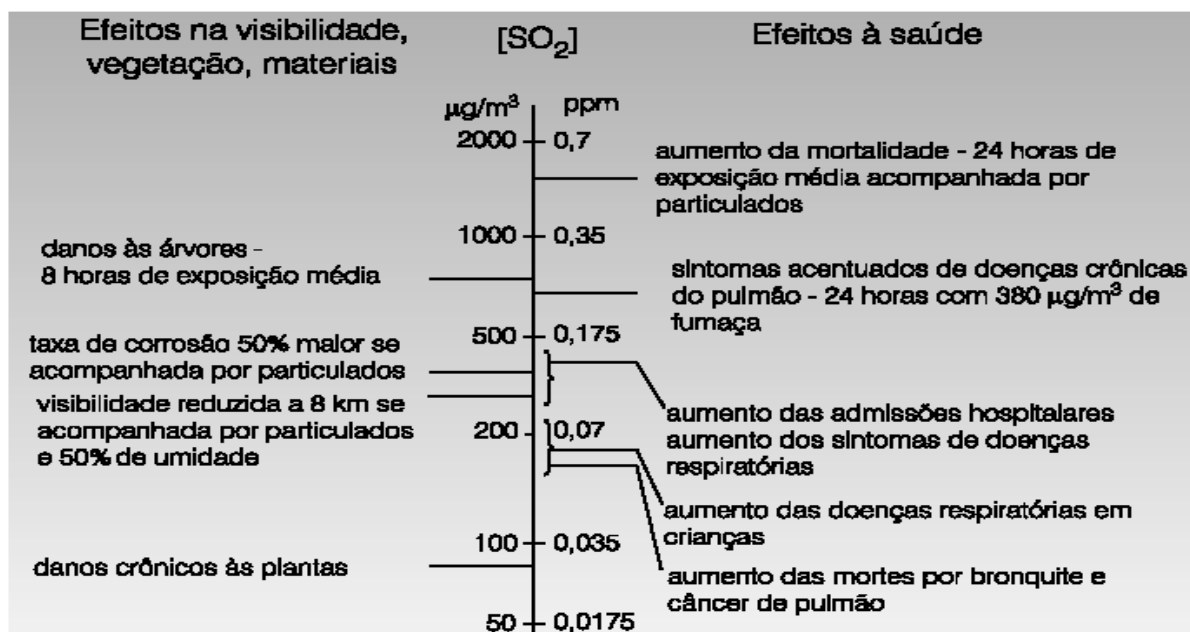 Efeitos na visibilidade,
vegetação, materiais
[SO₂]
Efeitos à saúde
µg/m³ ppm
2000 0,7
aumento da mortalidade - 24 horas de
exposição média acompanhada por
particulados
1000 0,35
danos às árvores -
8 horas de exposição média
sintomas acentuados de doenças crônicas
do pulmão - 24 horas com 380 µg/m³ de
fumaça
500 0,175
taxa de corrosão 50% maior se
acompanhada por particulados
visibilidade reduzida a 8 km se
acompanhada por particulados
e 50% de umidade
200 0,07
aumento das admissões hospitalares
aumento dos sintomas de doenças
respiratórias
aumento das doenças respiratórias em
crianças
100 0,035
danos crônicos às plantas
aumento das mortes por bronquite e
câncer de pulmão
50 0,0175